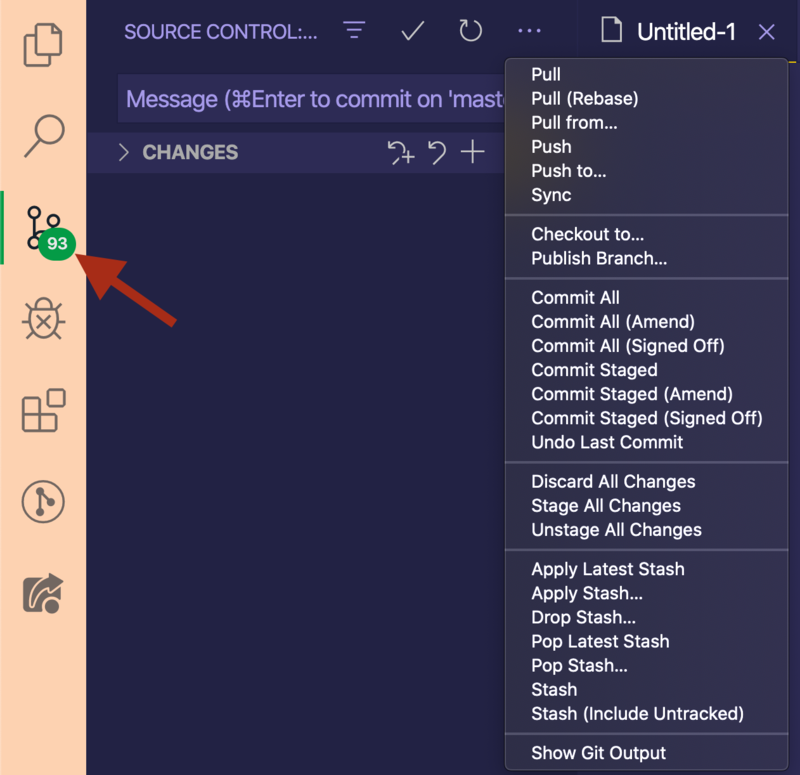 SOURCE CONTROL:...
Untitled-1
Message (⌘Enter to commit on 'mast
CHANGES
93
Pull
Pull (Rebase)
Pull from...
Push
Push to...
Sync
Checkout to...
Publish Branch...
Commit All
Commit All (Amend)
Commit All (Signed Off)
Commit Staged
Commit Staged (Amend)
Commit Staged (Signed Off)
Undo Last Commit
Discard All Changes
Stage All Changes
Unstage All Changes
Apply Latest Stash
Apply Stash...
Drop Stash...
Pop Latest Stash
Pop Stash...
Stash
Stash (Include Untracked)
Show Git Output